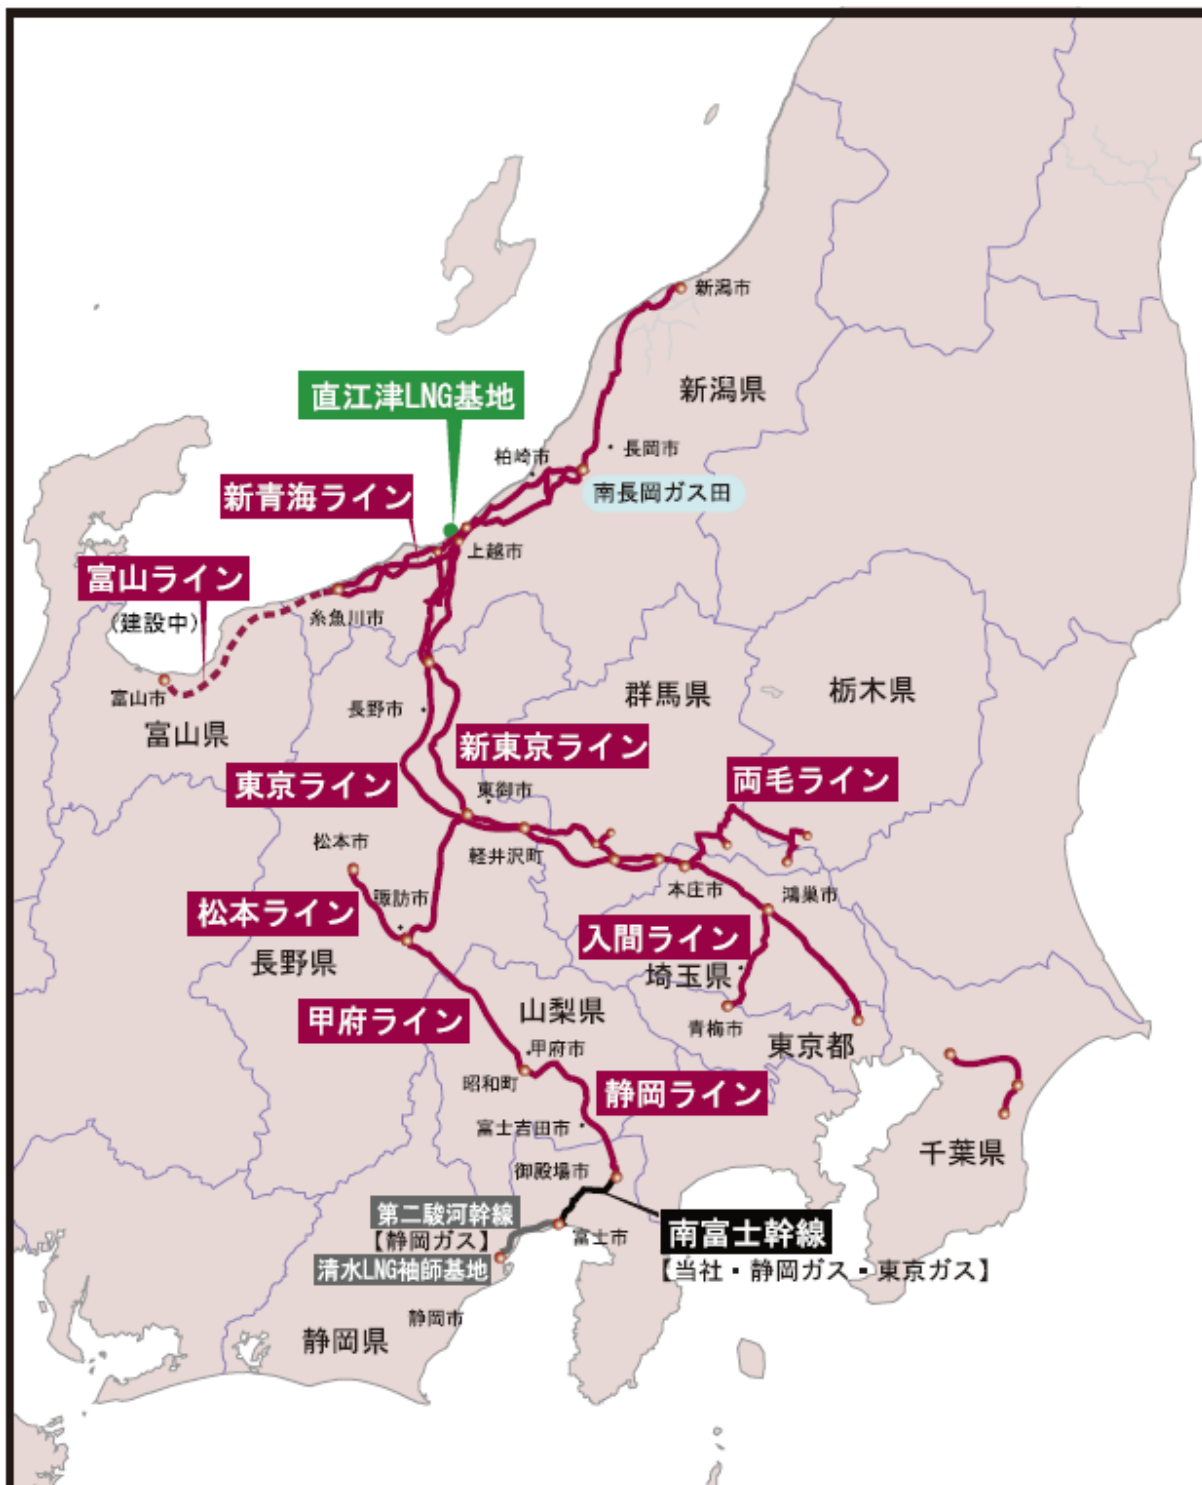 新潟市
新潟県
直江津LNG基地
長岡市
柏崎市
南長岡ガス田
新青海ライン
上越市
富山ライン
(建設中)
糸魚川市
富山市
富山県
長野市
群馬県
栃木県
新東京ライン
東京ライン
東御市
両毛ライン
松本市
軽井沢町
本庄市
鴻巣市
諏訪市
松本ライン
長野県
入間ライン
埼玉県
甲府ライン
山梨県
青梅市
東京都
甲府市
昭和町
静岡ライン
富士吉田市
千葉県
御殿場市
第二駿河幹線
【静岡ガス】
富士市
南富士幹線
【当社・静岡ガス・東京ガス】
清水LNG袖師基地
静岡市
静岡県